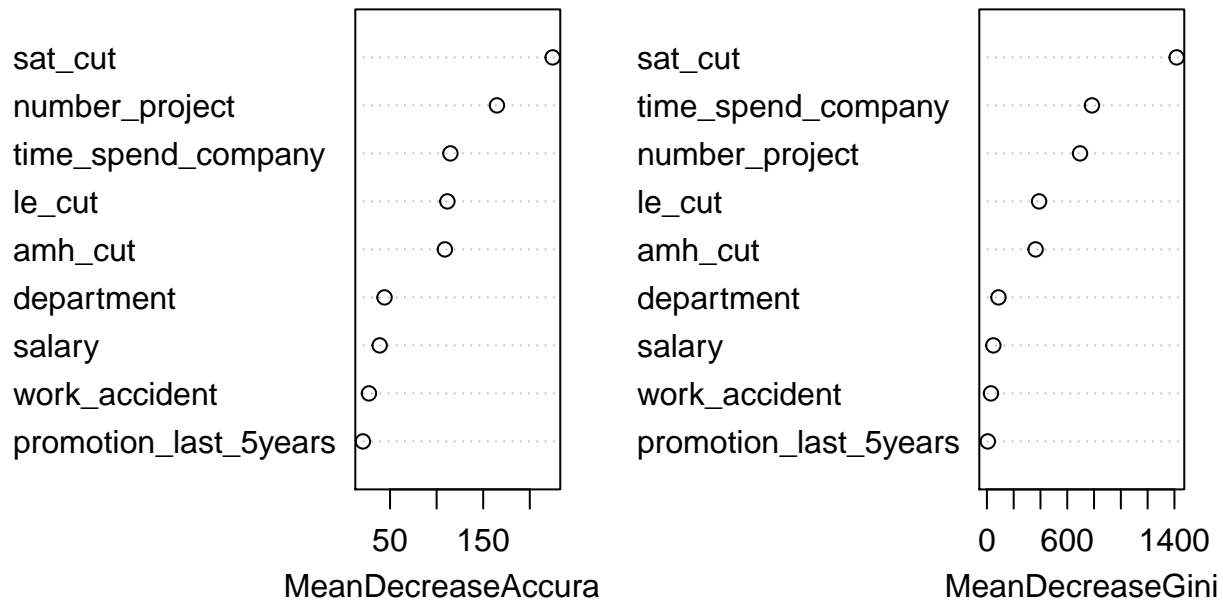 sat_cut
number_project
time_spend_company
le_cut
amh_cut
department
salary
work_accident
promotion_last_5years
50 150
MeanDecreaseAccura
sat_cut
time_spend_company
number_project
le_cut
amh_cut
department
salary
work_accident
promotion_last_5years
0 600 1400
MeanDecreaseGini